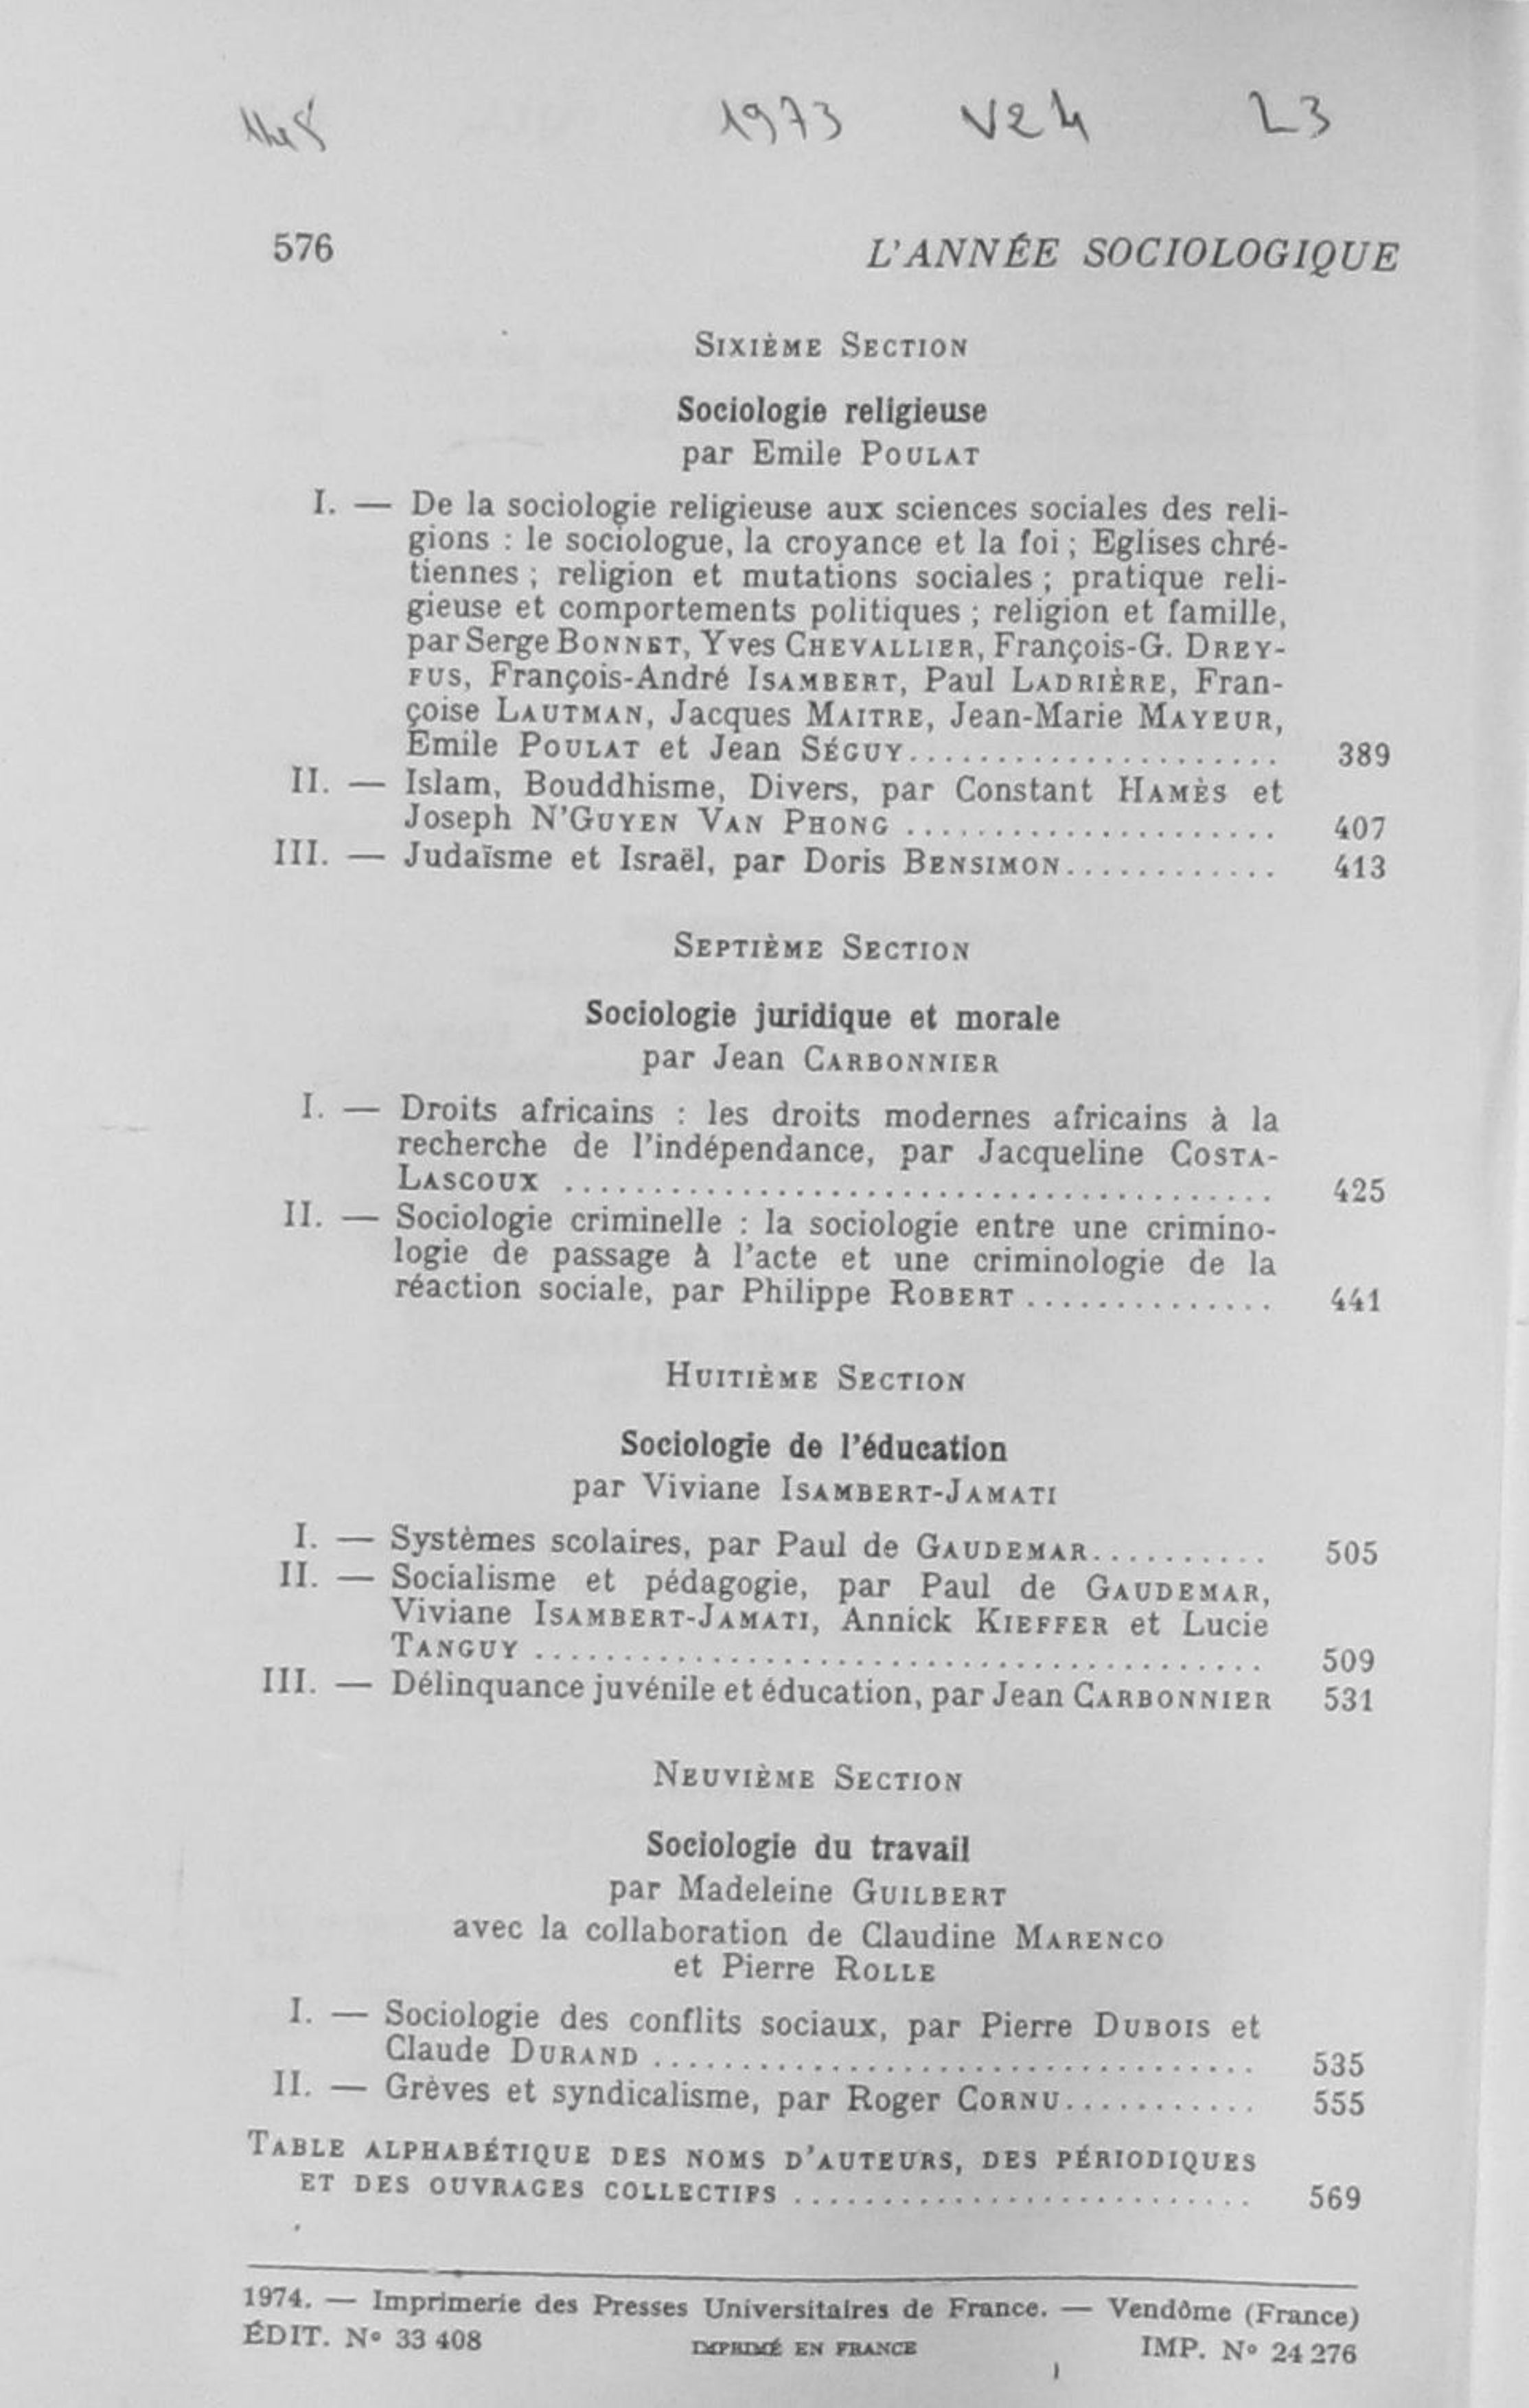 1973 V24 L3
576 L'ANNÉE SOCIOLOGIQUE
SIXIÈME SECTION
Sociologie religieuse
par Emile POULAT
I. — De la sociologie religieuse aux sciences sociales des reli-
gions : le sociologue, la croyance et la foi ; Eglises chré-
tiennes ; religion et mutations sociales ; pratique reli-
gieuse et comportements politiques ; religion et famille,
par Serge BONNET, Yves CHEVALLIER, François-G. DREY-
FUS, François-André ISAMBERT, Paul LADRIÈRE, Fran-
çoise LAUTMAN, Jacques MAITRE, Jean-Marie MAYEUR,
Emile POULAT et Jean SÉGUY..................... 389
II. — Islam, Bouddhisme, Divers, par Constant HAMÈS et
Joseph N'GUYEN VAN PHONG ..................... 407
III. — Judaïsme et Israël, par Doris BENSIMON............ 413
SEPTIÈME SECTION
Sociologie juridique et morale
par Jean CARBONNIER
I. — Droits africains : les droits modernes africains à la
recherche de l'indépendance, par Jacqueline COSTA-
LASCOUX ........................................ 425
II. — Sociologie criminelle : la sociologie entre une crimino-
logie de passage à l'acte et une criminologie de la
réaction sociale, par Philippe ROBERT.............. 441
HUITIÈME SECTION
Sociologie de l'éducation
par Viviane ISAMBERT-JAMATI
I. — Systèmes scolaires, par Paul de GAUDEMAR.......... 505
II. — Socialisme et pédagogie, par Paul de GAUDEMAR,
Viviane ISAMBERT-JAMATI, Annick KIEFFER et Lucie
TANGUY ......................................... 509
III. — Délinquance juvénile et éducation, par Jean CARBONNIER 531
NEUVIÈME SECTION
Sociologie du travail
par Madeleine GUILBERT
avec la collaboration de Claudine MARENCO
et Pierre ROLLE
I. — Sociologie des conflits sociaux, par Pierre DUBOIS et
Claude DURAND .................................. 535
II. — Grèves et syndicalisme, par Roger CORNU........... 555
TABLE ALPHABÉTIQUE DES NOMS D'AUTEURS, DES PÉRIODIQUES
ET DES OUVRAGES COLLECTIFS .......................... 569
1974. — Imprimerie des Presses Universitaires de France. — Vendôme (France)
ÉDIT. N° 33 408 IMPRIMÉ EN FRANCE IMP. N° 24 276